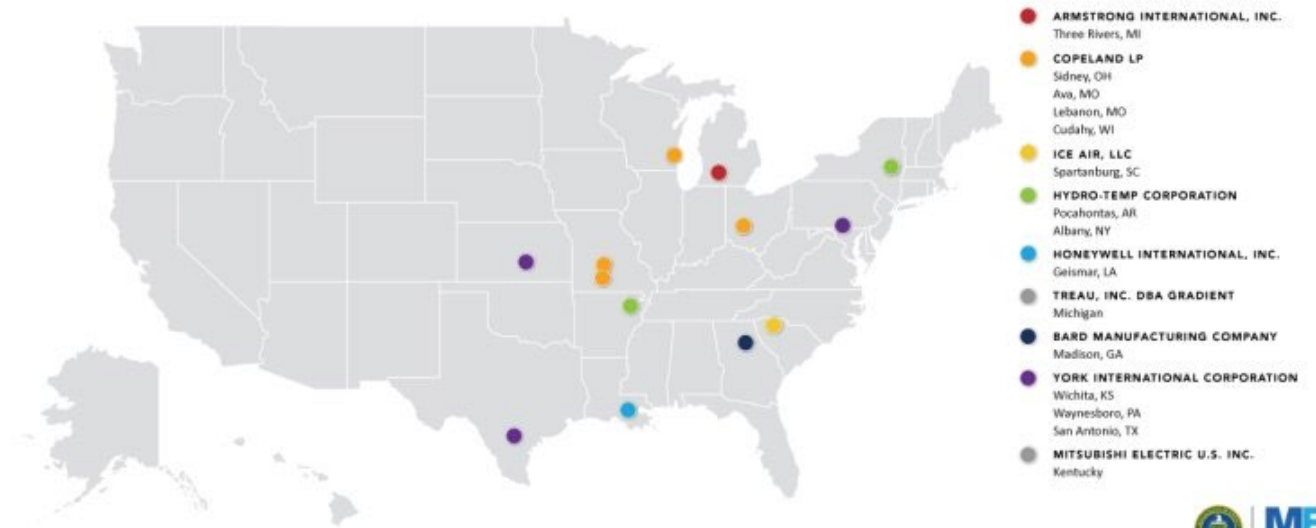 ARMSTRONG INTERNATIONAL, INC.
Three Rivers, MI
COPELAND LP
Sidney, OH
Ava, MO
Lebanon, MO
Cudahy, WI
ICE AIR, LLC
Spartanburg, SC
HYDRO-TEMP CORPORATION
Pocahontas, AR
Albany, NY
HONEYWELL INTERNATIONAL, INC.
Geismar, LA
TREAU, INC. DBA GRADIENT
Michigan
BARD MANUFACTURING COMPANY
Madison, GA
YORK INTERNATIONAL CORPORATION
Wichita, KS
Waynesboro, PA
San Antonio, TX
MITSUBISHI ELECTRIC U.S. INC.
Kentucky